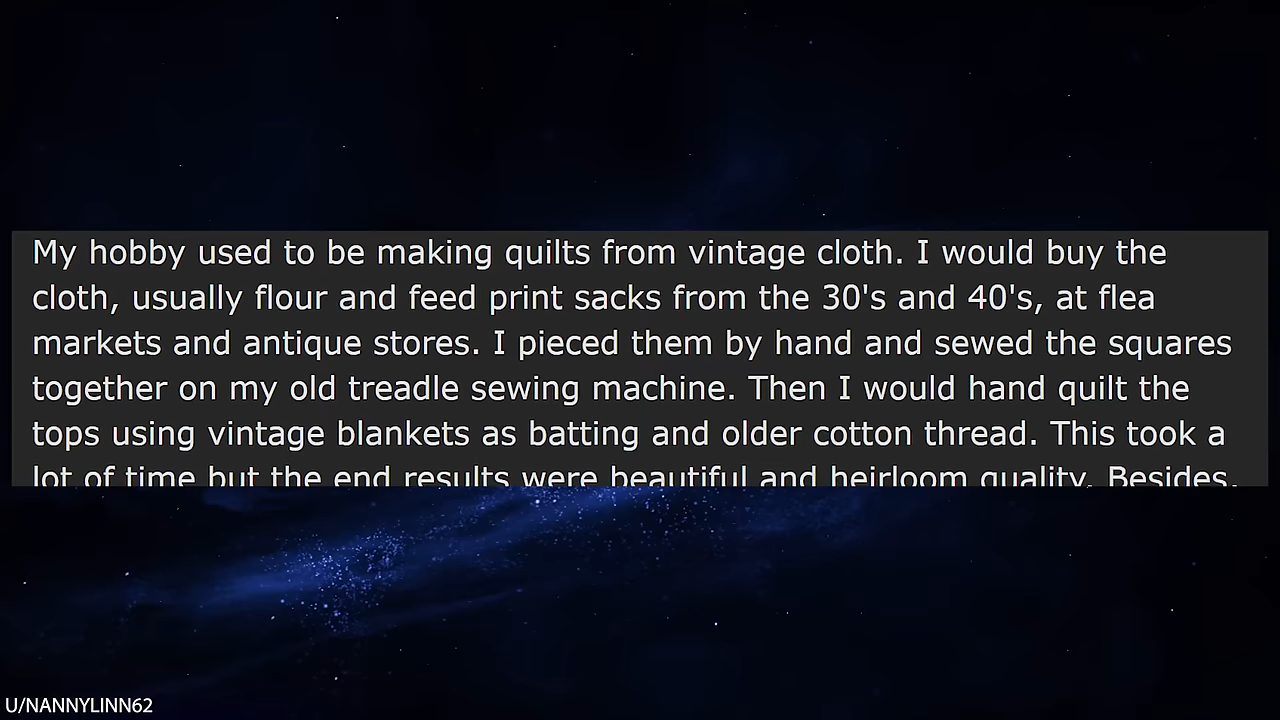 My hobby used to be making quilts from vintage cloth. I would buy the
cloth, usually flour and feed print sacks from the 30's and 40's, at flea
markets and antique stores. I pieced them by hand and sewed the squares
together on my old treadle sewing machine. Then I would hand quilt the
tops using vintage blankets as batting and older cotton thread. This took a
lot of time but the end results were beautiful and heirloom quality. Besides,
U/NANNYLINN62